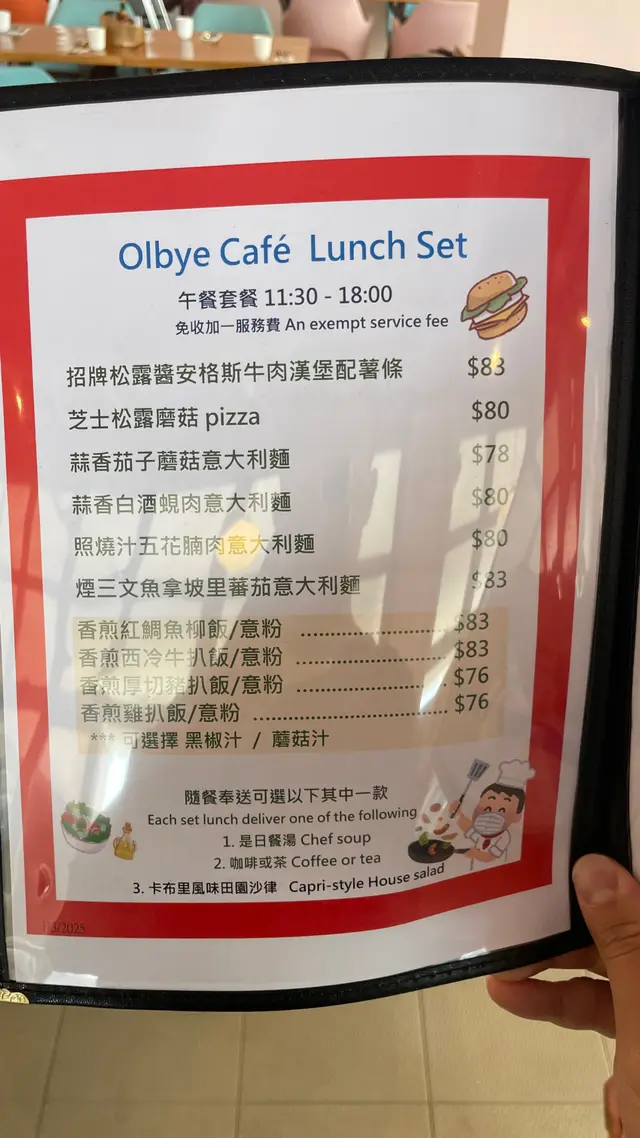 Olbye Café Lunch Set
午餐套餐 11:30 - 18:00
免收加一服務費 An exempt service fee
招牌松露醬安格斯牛肉漢堡配薯條 $83
芝士松露磨菇 pizza $80
蒜香茄子蘑菇意大利麵 $78
蒜香白酒蜆肉意大利麵 $80
照燒汁五花腩肉意大利麵 $80
煙三文魚拿坡里蕃茄意大利麵 $83
香煎紅鯛魚柳飯/意粉 ........................ $83
香煎西冷牛扒飯/意粉 ........................ $83
香煎厚切豬扒飯/意粉 ........................ $76
香煎雞扒飯/意粉 ................................ $76
*** 可選擇 黑椒汁 / 蘑菇汁
隨餐奉送可選以下其中一款
Each set lunch deliver one of the following
1. 是日餐湯 Chef soup
2. 咖啡或茶 Coffee or tea
3. 卡布里風味田園沙律 Capri-style House salad